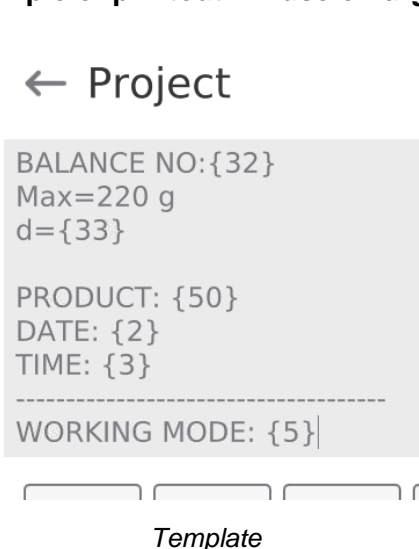 ← Project
BALANCE NO:{32}
Max=220 g
d={33}
PRODUCT: {50}
DATE: {2}
TIME: {3}
-------------------------------------
WORKING MODE: {5}
Template